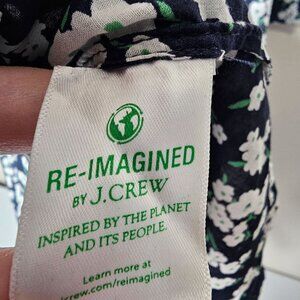 RE-IMAGINED
BY J.CREW
INSPIRED BY THE PLANET
AND ITS PEOPLE.
Learn more at
jcrew.com/reimagined